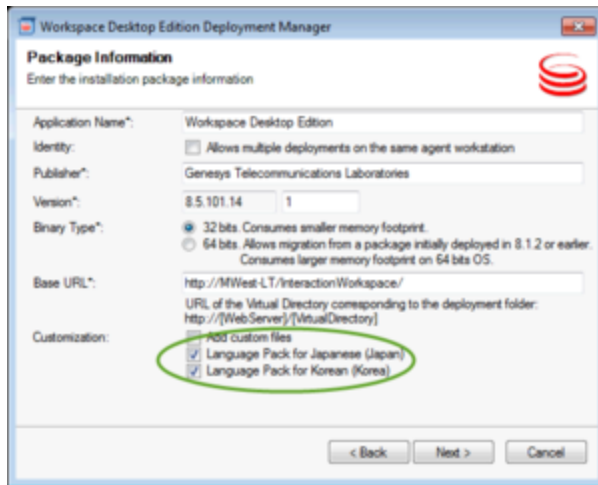 Workspace Desktop Edition Deployment Manager
Package Information
Enter the installation package information
Application Name*: Workspace Desktop Edition
Identity: Allows multiple deployments on the same agent workstation
Publisher*: Genesys Telecommunications Laboratories
Version*: 8.5.101.14 1
Binary Type*: 32 bits. Consumes smaller memory footprint.
64 bits. Allows migration from a package initially deployed in 8.1.2 or earlier.
Consumes larger memory footprint on 64 bits OS.
Base URL*: http://MWest-LT/InteractionWorkspace/
URL of the Virtual Directory corresponding to the deployment folder:
http://[WebServer]/[VirtualDirectory]
Customization: Add custom files
Language Pack for Japanese (Japan)
Language Pack for Korean (Korea)
< Back Next > Cancel